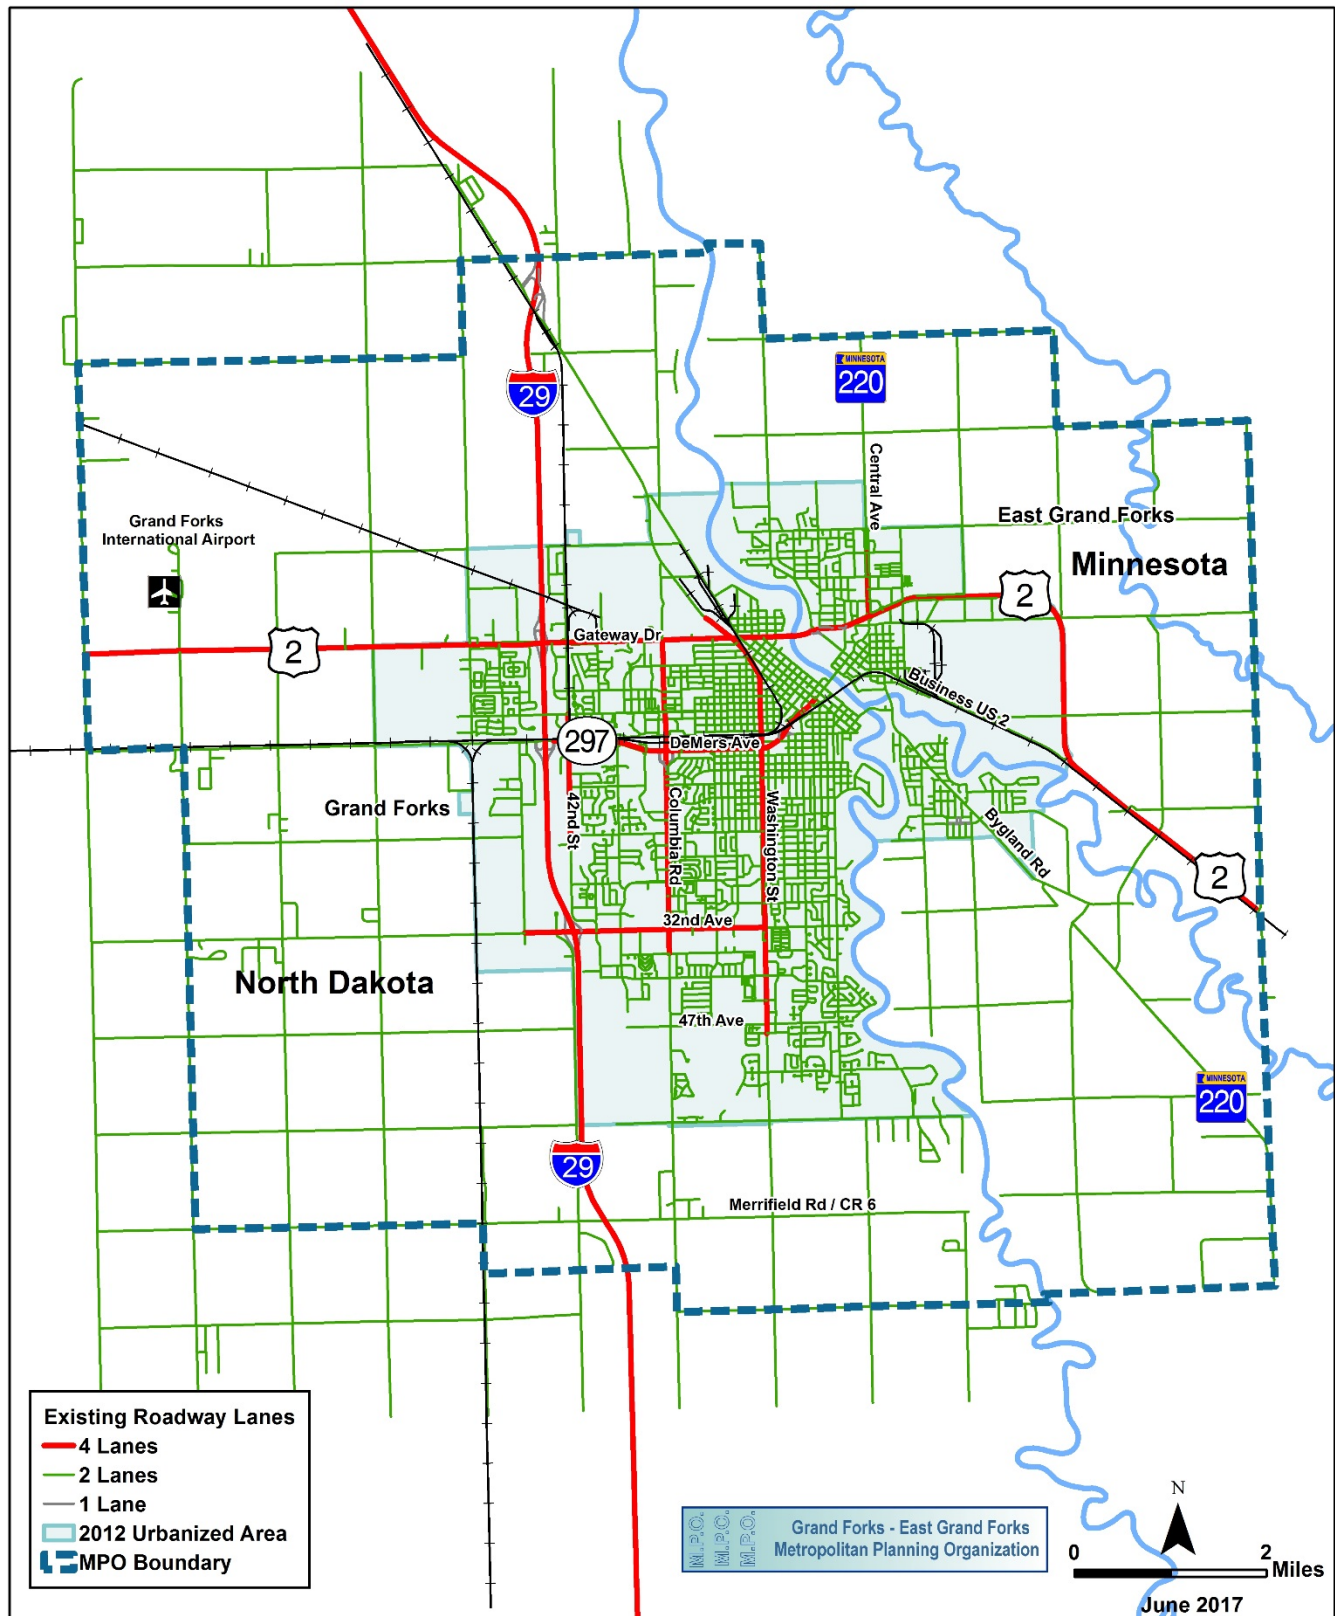 29
MINNESOTA
220
Central Ave
East Grand Forks
Minnesota
Grand Forks
International Airport
2
2
Gateway Dr
Business US 2
297
DeMers Ave
Grand Forks
42nd St
Columbia Rd
Washington St
Bygland Rd
2
32nd Ave
North Dakota
47th Ave
MINNESOTA
220
29
Merrifield Rd / CR 6
Existing Roadway Lanes
4 Lanes
2 Lanes
1 Lane
2012 Urbanized Area
MPO Boundary
M.P.O.
M.P.C.
M.P.O.
Grand Forks - East Grand Forks
Metropolitan Planning Organization
N
0 2
Miles
June 2017